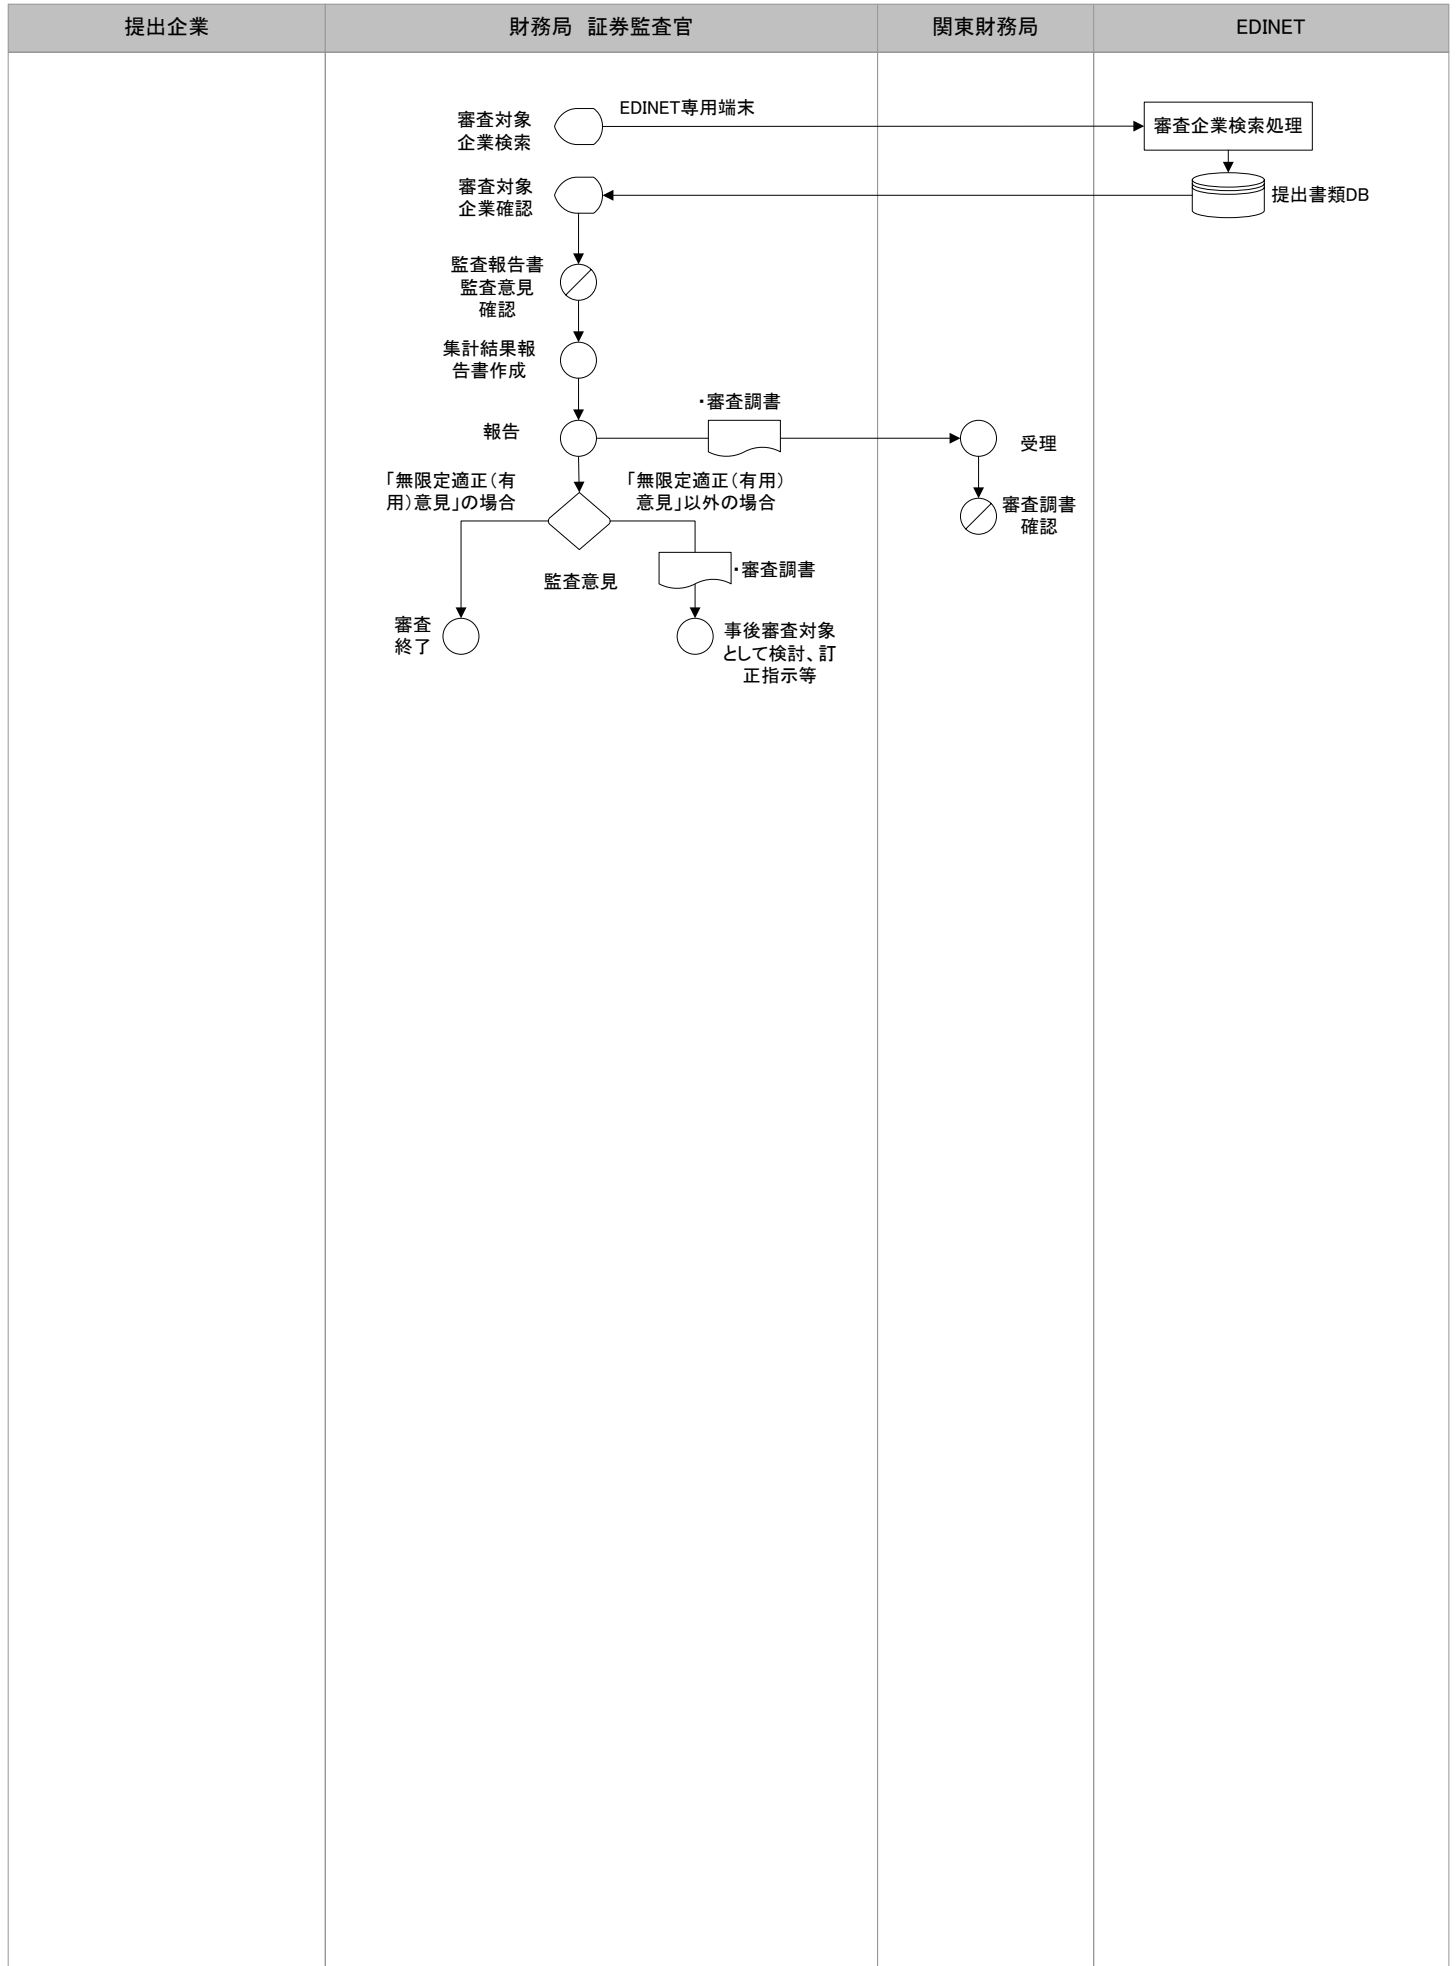 提出企業
財務局 証券監査官
関東財務局
EDINET
審査対象
企業検索
EDINET専用端末
審査企業検索処理
審査対象
企業確認
提出書類DB
監査報告書
監査意見
確認
集計結果報
告書作成
・審査調書
報告
受理
「無限定適正(有
用)意見」の場合
「無限定適正(有用)
意見」以外の場合
審査調書
確認
監査意見
・審査調書
審査
終了
事後審査対象
として検討、訂
正指示等